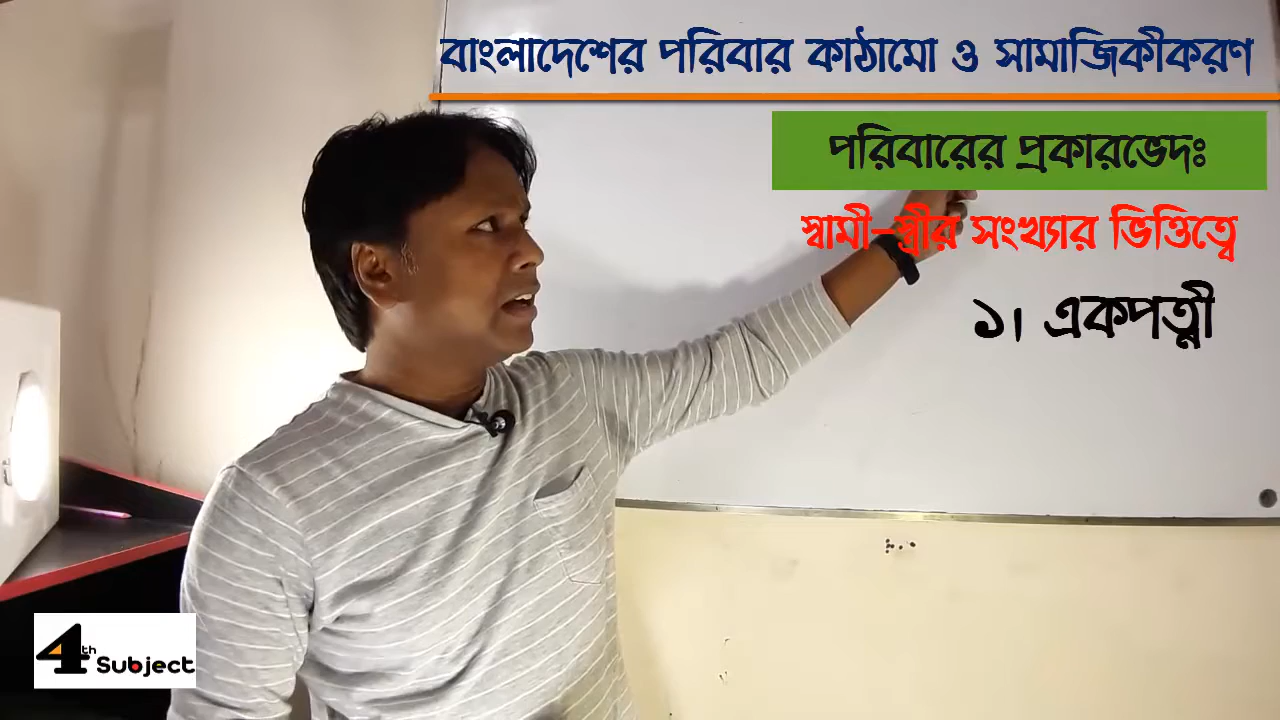 বাংলাদেশের পরিবার কাঠামো ও সামাজিকীকরণ
পরিবারের প্রকারভেদঃ
স্বামী-স্ত্রীর সংখ্যার ভিত্তিত্বে
১। একপত্নী
4th Subject